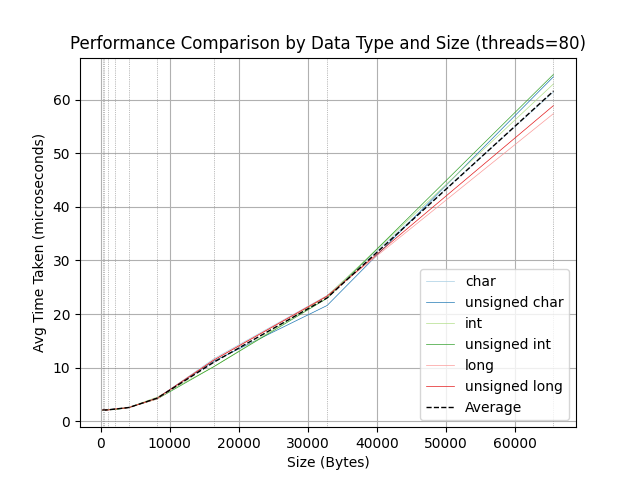 Performance Comparison by Data Type and Size (threads=80)
Avg Time Taken (microseconds)
60
50
40
30
20
10
0
char
unsigned char
int
unsigned int
long
unsigned long
Average
0 10000 20000 30000 40000 50000 60000
Size (Bytes)